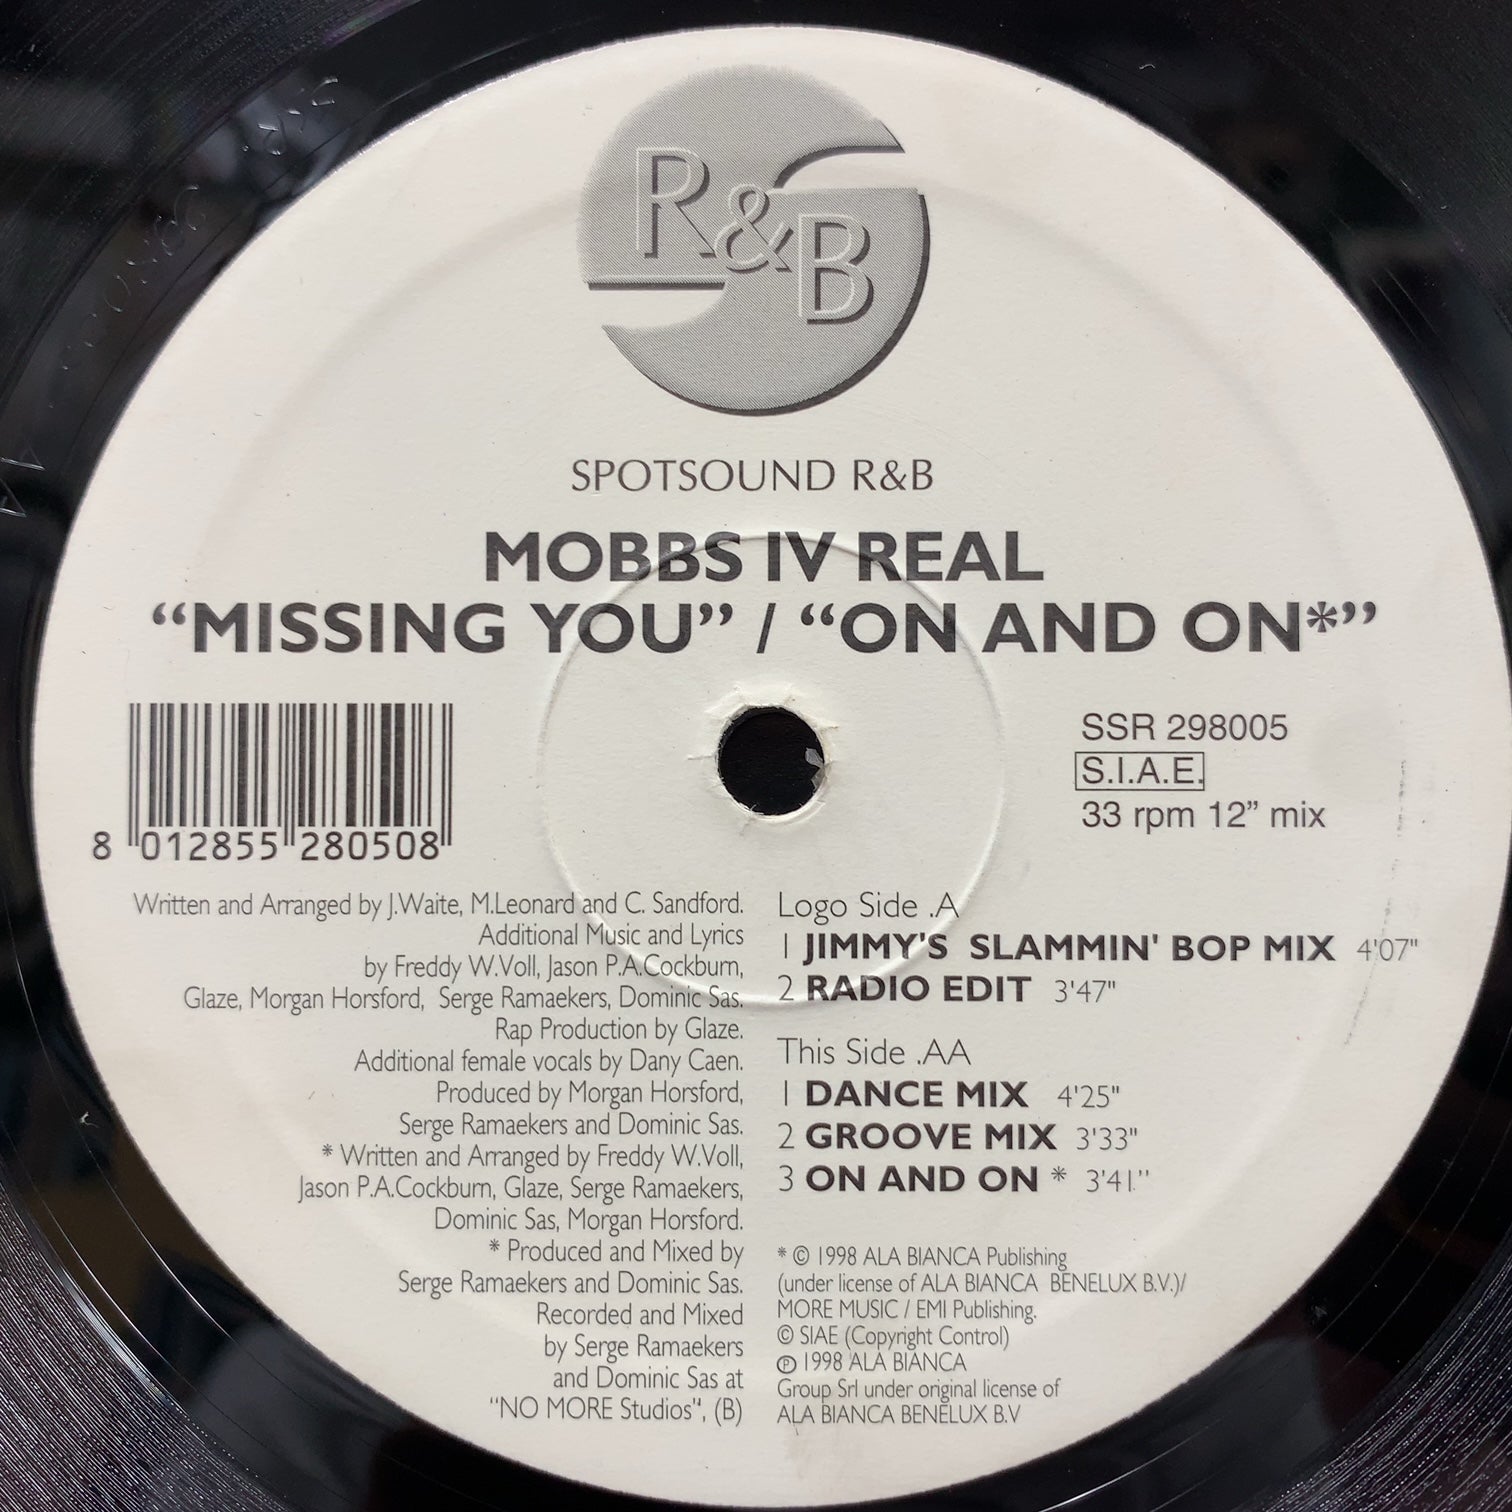 R&B
SPOTSOUND R&B
MOBBS IV REAL
“MISSING YOU” / “ON AND ON*”
8 012855 280508
SSR 298005
S.I.A.E.
33 rpm 12” mix
Written and Arranged by J.Waite, M.Leonard and C. Sandford.
Additional Music and Lyrics
by Freddy W.Voll, Jason P.A.Cockburn,
Glaze, Morgan Horsford, Serge Ramaekers, Dominic Sas.
Rap Production by Glaze.
Additional female vocals by Dany Caen.
Produced by Morgan Horsford,
Serge Ramaekers and Dominic Sas.
* Written and Arranged by Freddy W.Voll,
Jason P.A.Cockburn, Glaze, Serge Ramaekers,
Dominic Sas, Morgan Horsford.
* Produced and Mixed by
Serge Ramaekers and Dominic Sas.
Recorded and Mixed
by Serge Ramaekers
and Dominic Sas at
"NO MORE Studios", (B)
Logo Side .A
1 JIMMY'S SLAMMIN' BOP MIX 4'07"
2 RADIO EDIT 3'47"
This Side .AA
1 DANCE MIX 4'25"
2 GROOVE MIX 3'33"
3 ON AND ON * 3'41''
* © 1998 ALA BIANCA Publishing
(under license of ALA BIANCA BENELUX B.V.)/
MORE MUSIC / EMI Publishing.
© SIAE (Copyright Control)
℗ 1998 ALA BIANCA
Group Srl under original license of
ALA BIANCA BENELUX B.V